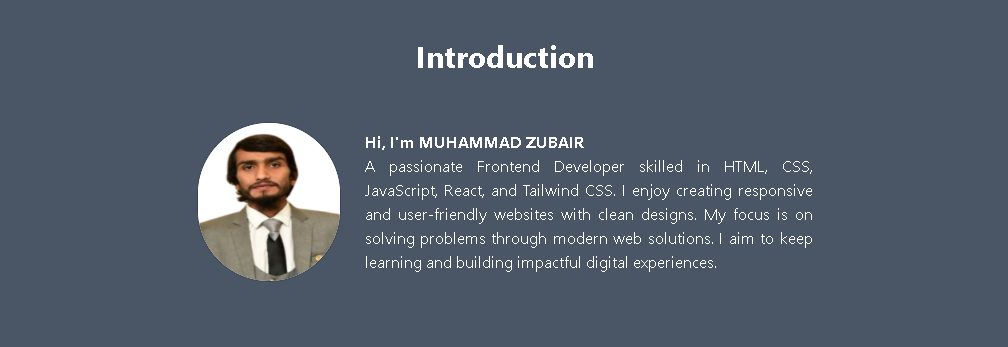 Introduction
Hi, I'm MUHAMMAD ZUBAIR
A passionate Frontend Developer skilled in HTML, CSS,
JavaScript, React, and Tailwind CSS. I enjoy creating responsive
and user-friendly websites with clean designs. My focus is on
solving problems through modern web solutions. I aim to keep
learning and building impactful digital experiences.